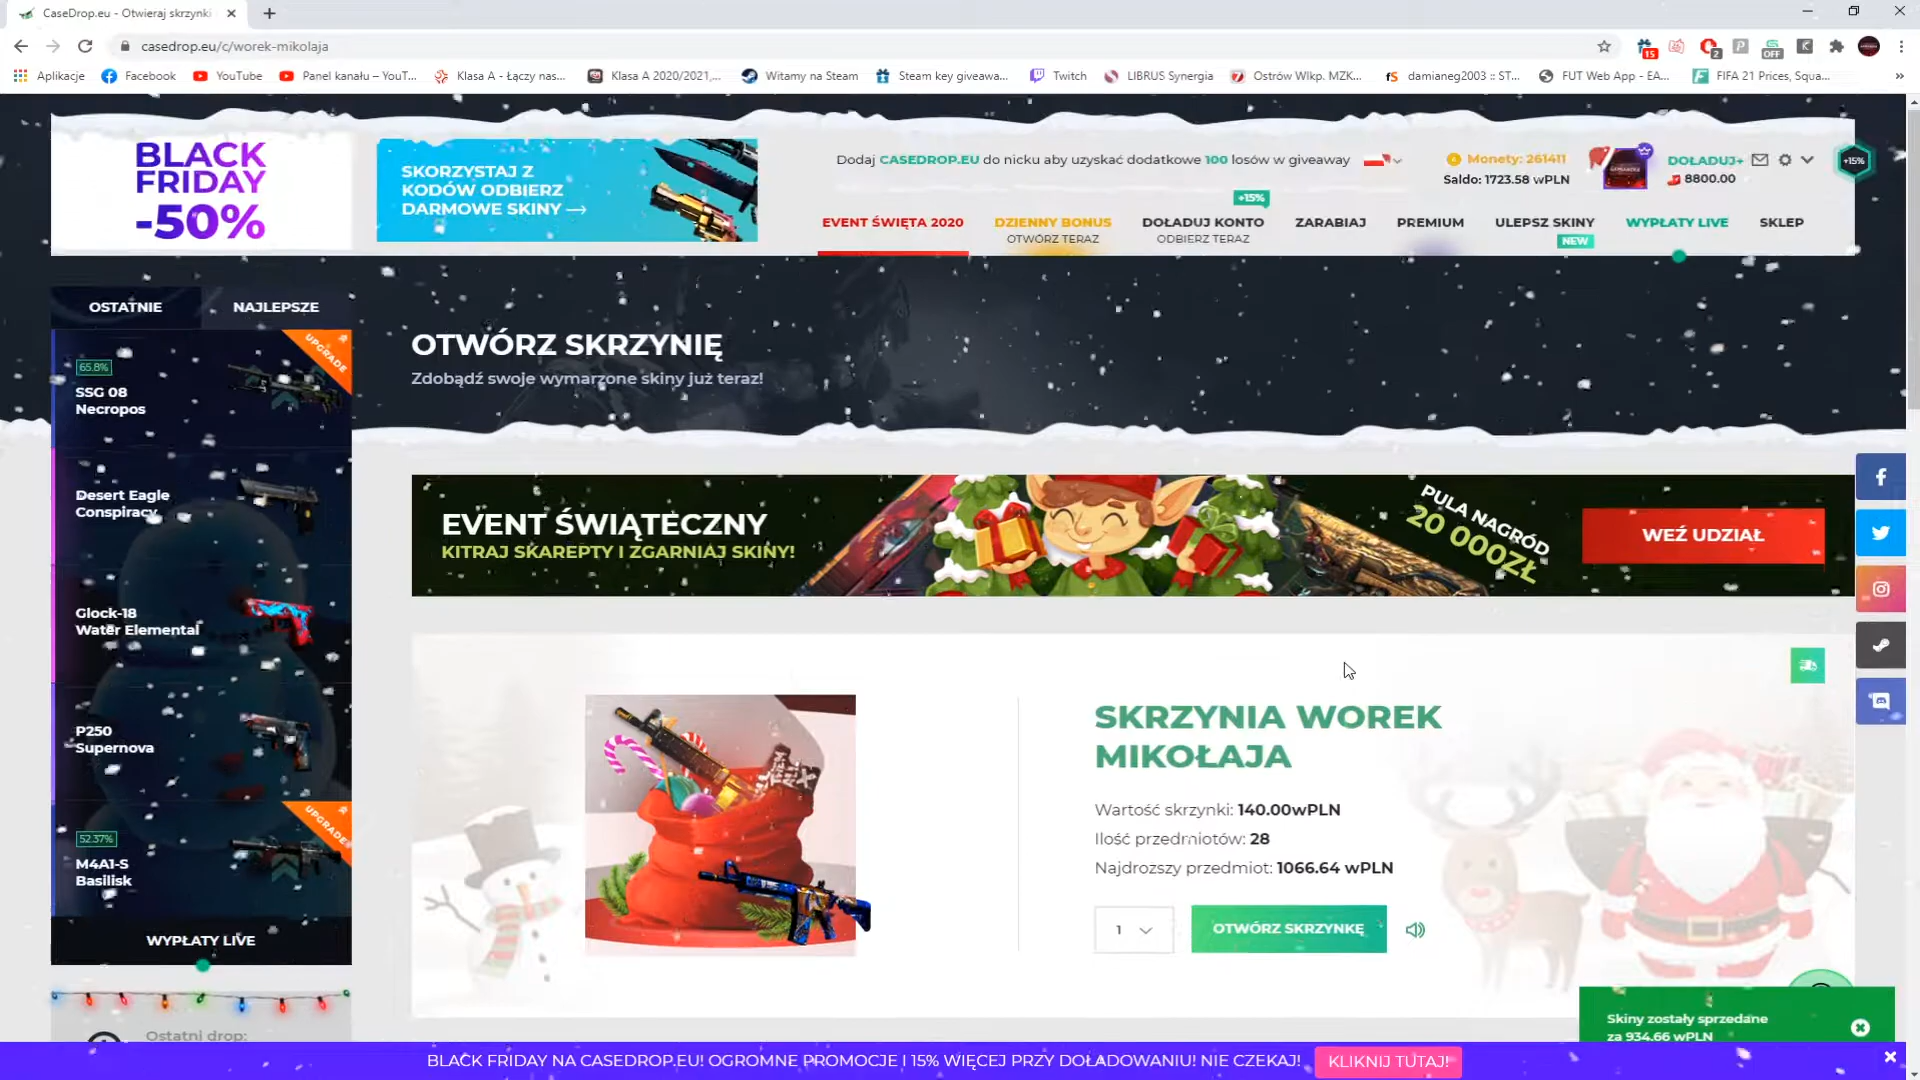 CaseDrop.eu - Otwieraj skrzynki
casedrop.eu/c/worek-mikolaja
15
2
OFF
Aplikacje
Facebook
YouTube
Panel kanału – YouT...
Klasa A - Łączy nas...
Klasa A 2020/2021,...
Witamy na Steam
Steam key giveawa...
Twitch
LIBRUS Synergia
Ostrów Wlkp. MZK...
damianeg2003 :: ST...
FUT Web App - EA...
FIFA 21 Prices, Squa...
BLACK
FRIDAY
-50%
SKORZYSTAJ Z
KODÓW ODBIERZ
DARMOWE SKINY
Dodaj CASEDROP.EU do nicku aby uzyskać dodatkowe 100 losów w giveaway
Monety: 261411
Saldo: 1723.58 wPLN
DOŁADUJ+
8800.00
+15%
+15%
EVENT ŚWIĘTA 2020
DZIENNY BONUS
OTWÓRZ TERAZ
DOŁADUJ KONTO
ODBIERZ TERAZ
ZARABIAJ
PREMIUM
ULEPSZ SKINY
NEW
WYPŁATY LIVE
SKLEP
OSTATNIE
NAJLEPSZE
UPGRADE
65.8%
SSG 08
Necropos
Desert Eagle
Conspiracy
Glock-18
Water Elemental
P250
Supernova
UPGRADE
52.37%
M4A1-S
Basilisk
WYPŁATY LIVE
Ostatni drop:
OTWÓRZ SKRZYNIĘ
Zdobądź swoje wymarzone skiny już teraz!
EVENT ŚWIĄTECZNY
KITRAJ SKAREPTY I ZGARNIAJ SKINY!
PULA NAGRÓD
20 000ZŁ
WEŹ UDZIAŁ
SKRZYNIA WOREK
MIKOŁAJA
Wartość skrzynki: 140.00wPLN
Ilość przedmiotów: 28
Najdroższy przedmiot: 1066.64 wPLN
1
OTWÓRZ SKRZYNKĘ
Skiny zostały sprzedane
za 934.66 wPLN
BLACK FRIDAY NA CASEDROP.EU! OGROMNE PROMOCJE I 15% WIĘCEJ PRZY DOŁADOWANIU! NIE CZEKAJ!
KLIKNIJ TUTAJ!